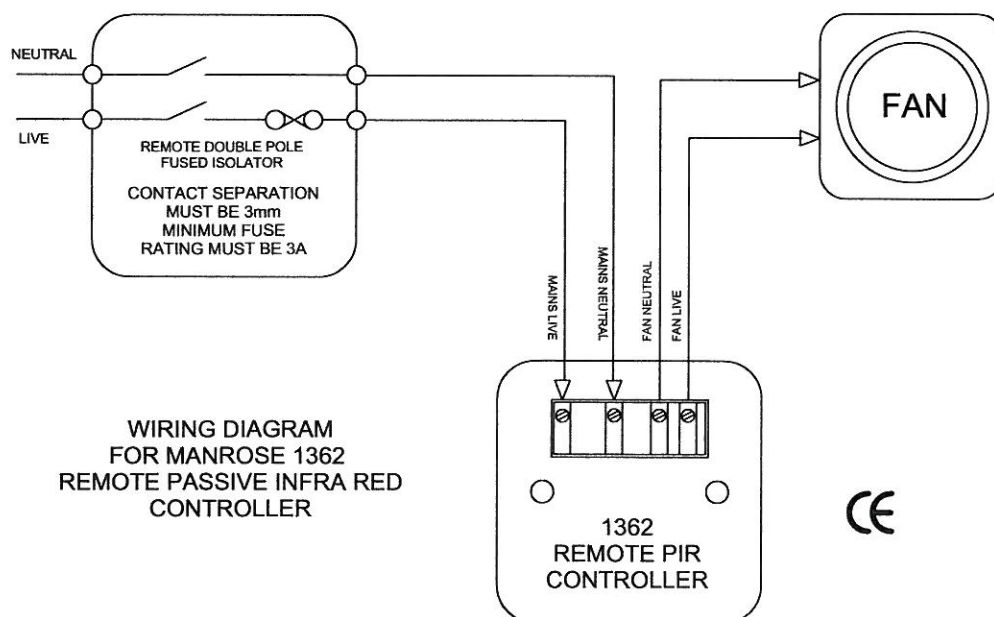 NEUTRAL
LIVE
REMOTE DOUBLE POLE
FUSED ISOLATOR
CONTACT SEPARATION
MUST BE 3mm
MINIMUM FUSE
RATING MUST BE 3A
FAN
MAINS LIVE
MAINS NEUTRAL
FAN NEUTRAL
FAN LIVE
WIRING DIAGRAM
FOR MANROSE 1362
REMOTE PASSIVE INFRA RED
CONTROLLER
1362
REMOTE PIR
CONTROLLER
CE